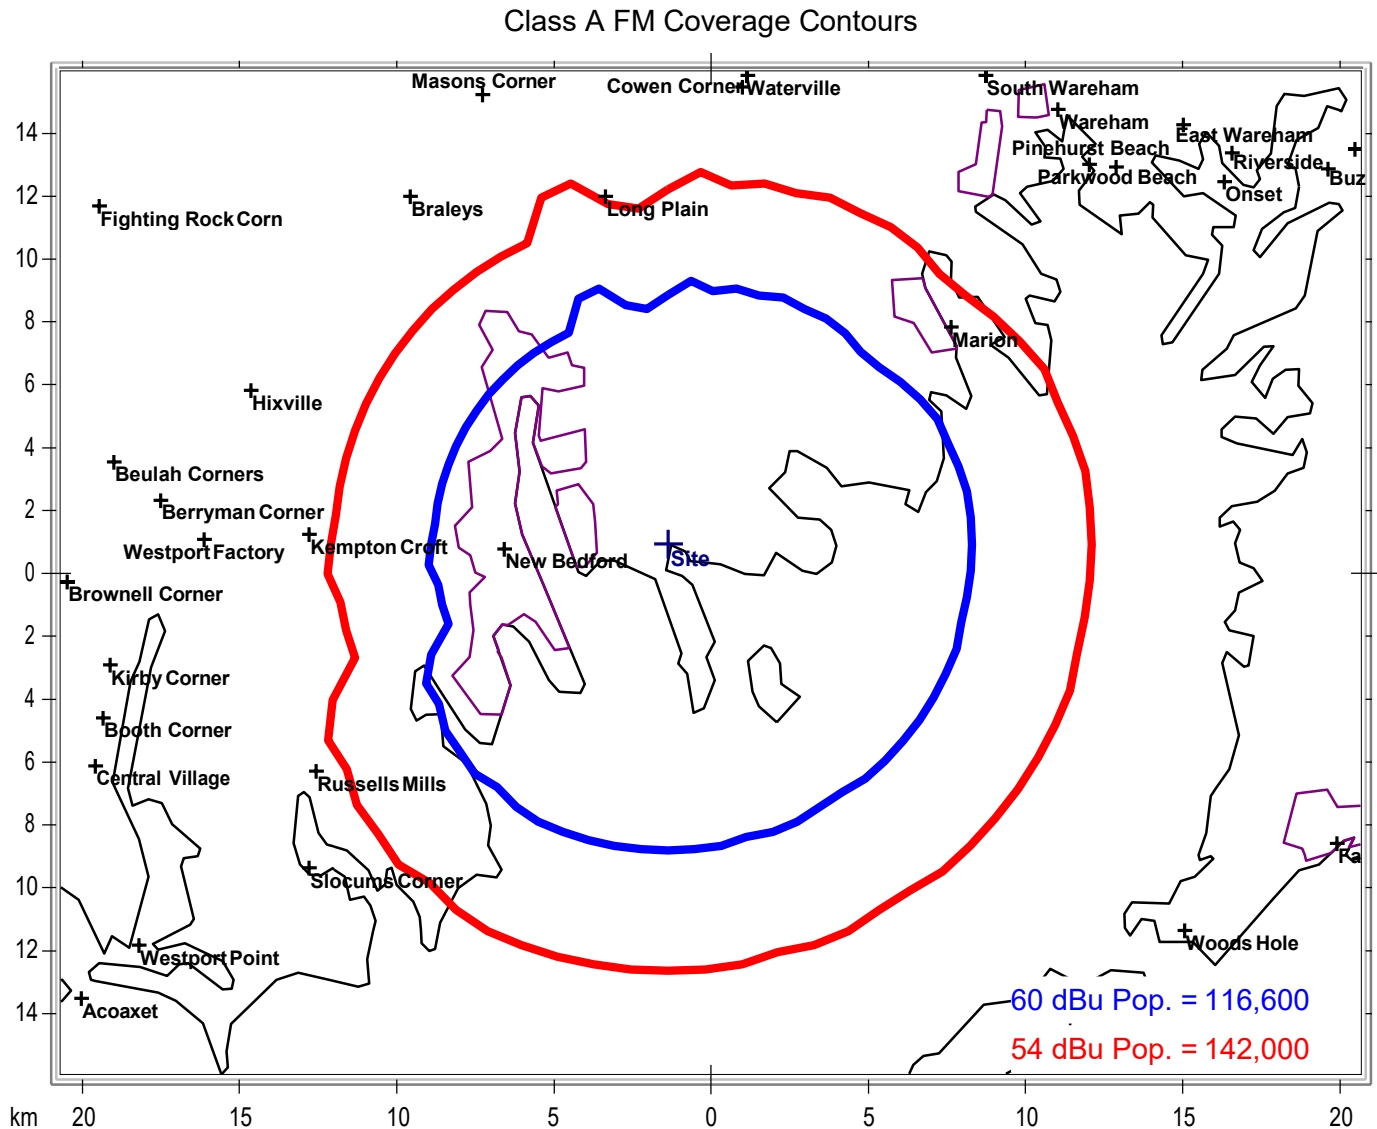 Class A FM Coverage Contours
Masons Corner
Cowen Corner
Waterville
South Wareham
Wareham
East Wareham
Pinehurst Beach
Riverside
Parkwood Beach
Buz
Onset
Fighting Rock Corn
Braleys
Long Plain
Marion
Hixville
Beulah Corners
Berryman Corner
Westport Factory
Kempton Croft
New Bedford
Site
Brownell Corner
Kirby Corner
Booth Corner
Central Village
Russells Mills
Slocums Corner
Fa
Woods Hole
Westport Point
Acoaxet
60 dBu Pop. = 116,600
54 dBu Pop. = 142,000
14
12
10
8
6
4
2
0
2
4
6
8
10
12
14
km 20 15 10 5 0 5 10 15 20